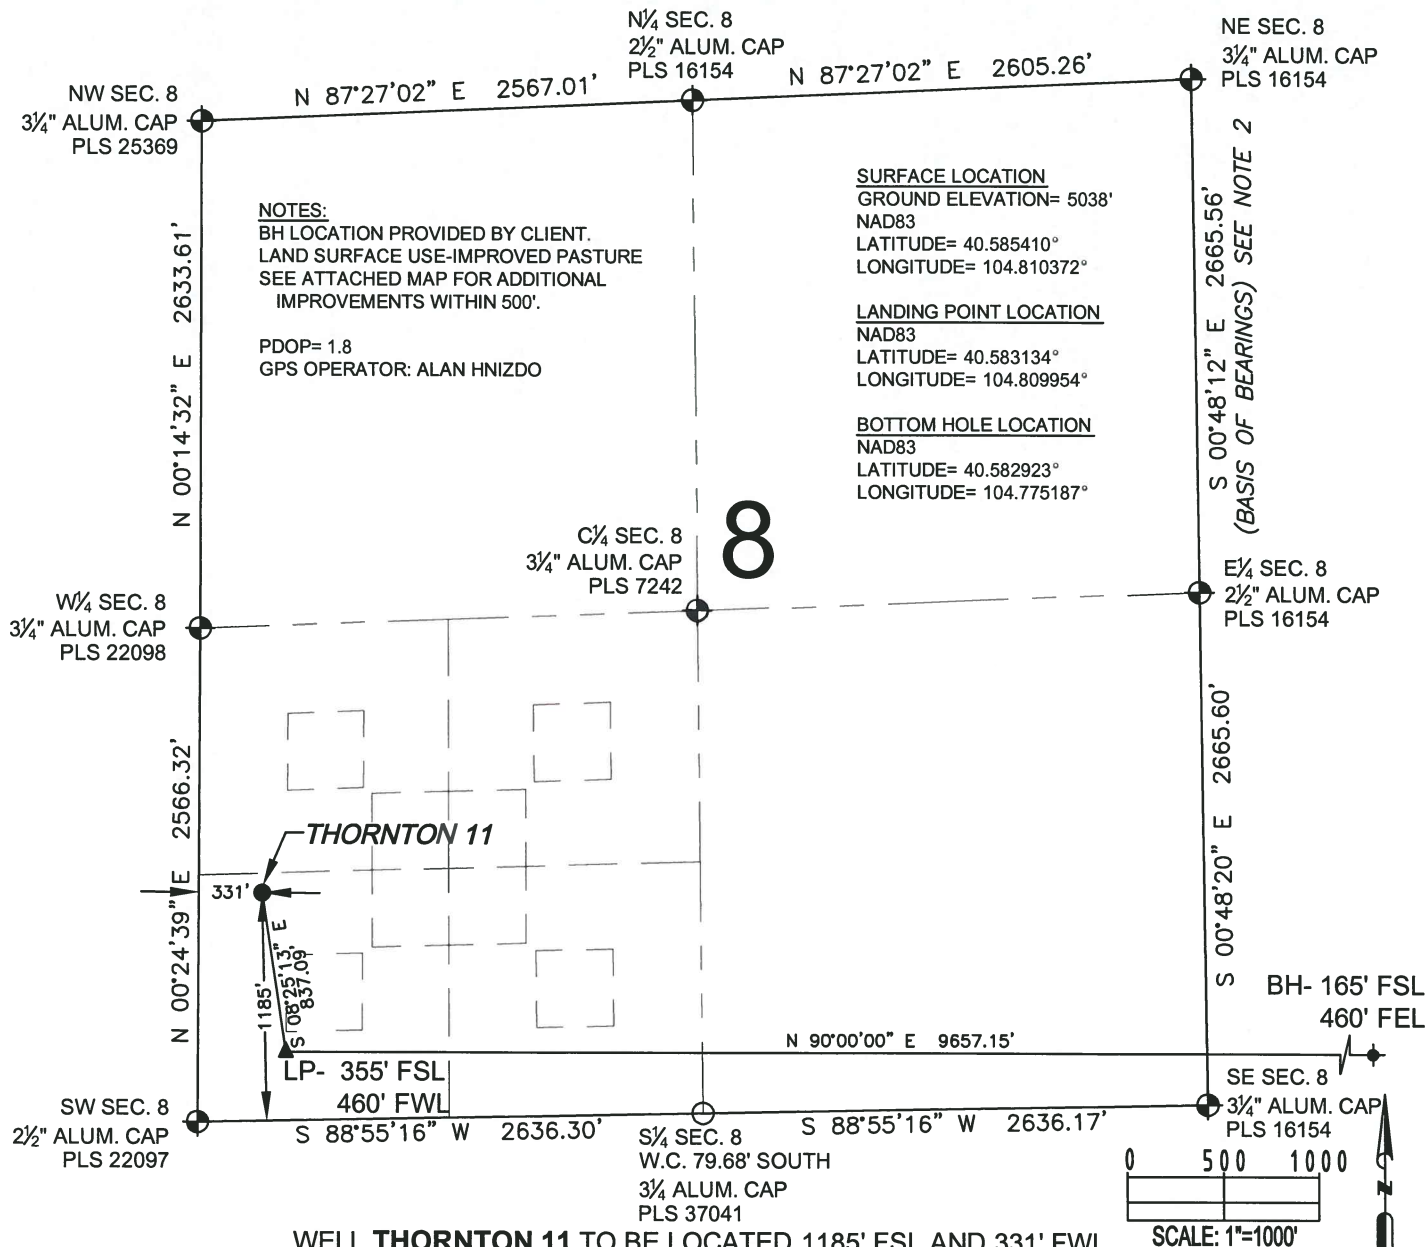 N¼ SEC. 8
2½" ALUM. CAP
PLS 16154
NE SEC. 8
3¼" ALUM. CAP
PLS 16154
NW SEC. 8
3¼" ALUM. CAP
PLS 25369
N 87°27'02" E 2567.01'
N 87°27'02" E 2605.26'
NOTES:
BH LOCATION PROVIDED BY CLIENT.
LAND SURFACE USE-IMPROVED PASTURE
SEE ATTACHED MAP FOR ADDITIONAL
IMPROVEMENTS WITHIN 500'.
PDOP= 1.8
GPS OPERATOR: ALAN HNIZDO
SURFACE LOCATION
GROUND ELEVATION= 5038'
NAD83
LATITUDE= 40.585410°
LONGITUDE= 104.810372°
LANDING POINT LOCATION
NAD83
LATITUDE= 40.583134°
LONGITUDE= 104.809954°
BOTTOM HOLE LOCATION
NAD83
LATITUDE= 40.582923°
LONGITUDE= 104.775187°
N 00°14'32" E 2633.61'
S 00°48'12" E 2665.56'
(BASIS OF BEARINGS) SEE NOTE 2
8
C¼ SEC. 8
3¼" ALUM. CAP
PLS 7242
W¼ SEC. 8
3¼" ALUM. CAP
PLS 22098
E¼ SEC. 8
2½" ALUM. CAP
PLS 16154
N 00°24'39" E 2566.32'
S 00°48'20" E 2665.60'
THORNTON 11
331'
1185'
S 08°25'13" E
837.09'
N 90°00'00" E 9657.15'
BH- 165' FSL
460' FEL
LP- 355' FSL
460' FWL
SW SEC. 8
2½" ALUM. CAP
PLS 22097
S 88°55'16" W 2636.30'
S 88°55'16" W 2636.17'
S¼ SEC. 8
W.C. 79.68' SOUTH
3¼ ALUM. CAP
PLS 37041
SE SEC. 8
3¼" ALUM. CAP
PLS 16154
0 500 1000
SCALE: 1"=1000'
N
WELL THORNTON 11 TO BE LOCATED 1185' FSL AND 331' FWL